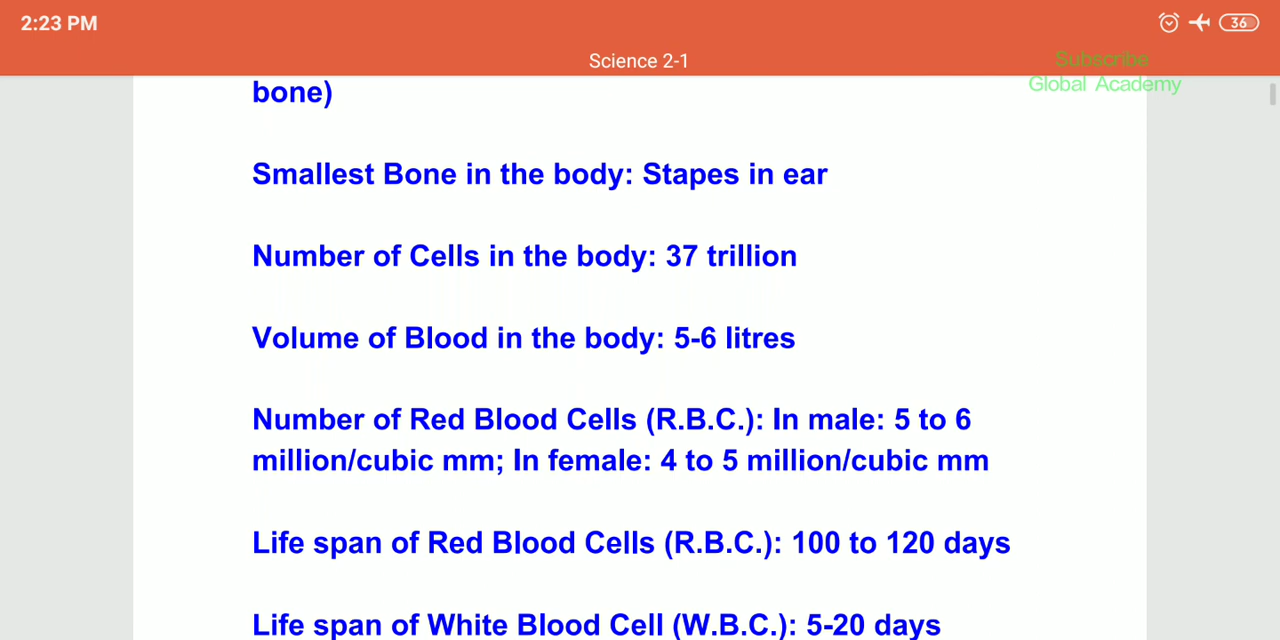 2:23 PM
36
Science 2-1
Subscribe
Global Academy
bone)
Smallest Bone in the body: Stapes in ear
Number of Cells in the body: 37 trillion
Volume of Blood in the body: 5-6 litres
Number of Red Blood Cells (R.B.C.): In male: 5 to 6
million/cubic mm; In female: 4 to 5 million/cubic mm
Life span of Red Blood Cells (R.B.C.): 100 to 120 days
Life span of White Blood Cell (W.B.C.): 5-20 days